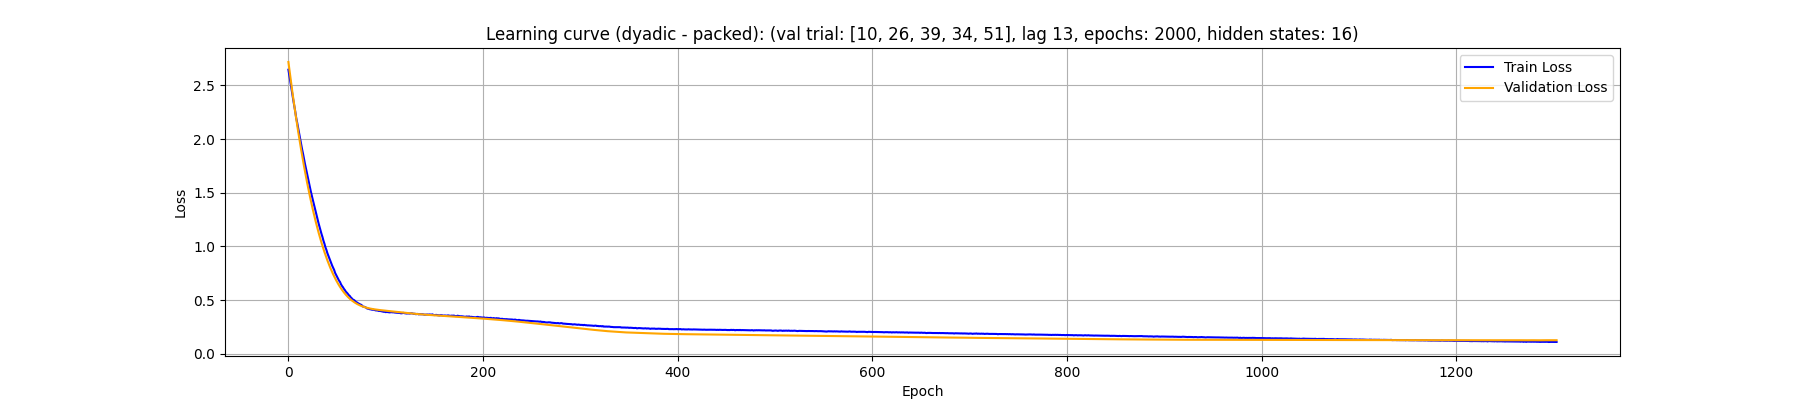 Learning curve (dyadic - packed): (val trial: [10, 26, 39, 34, 51], lag 13, epochs: 2000, hidden states: 16)
Train Loss
Validation Loss
2.5
2.0
1.5
1.0
0.5
0.0
Loss
0 200 400 600 800 1000 1200
Epoch